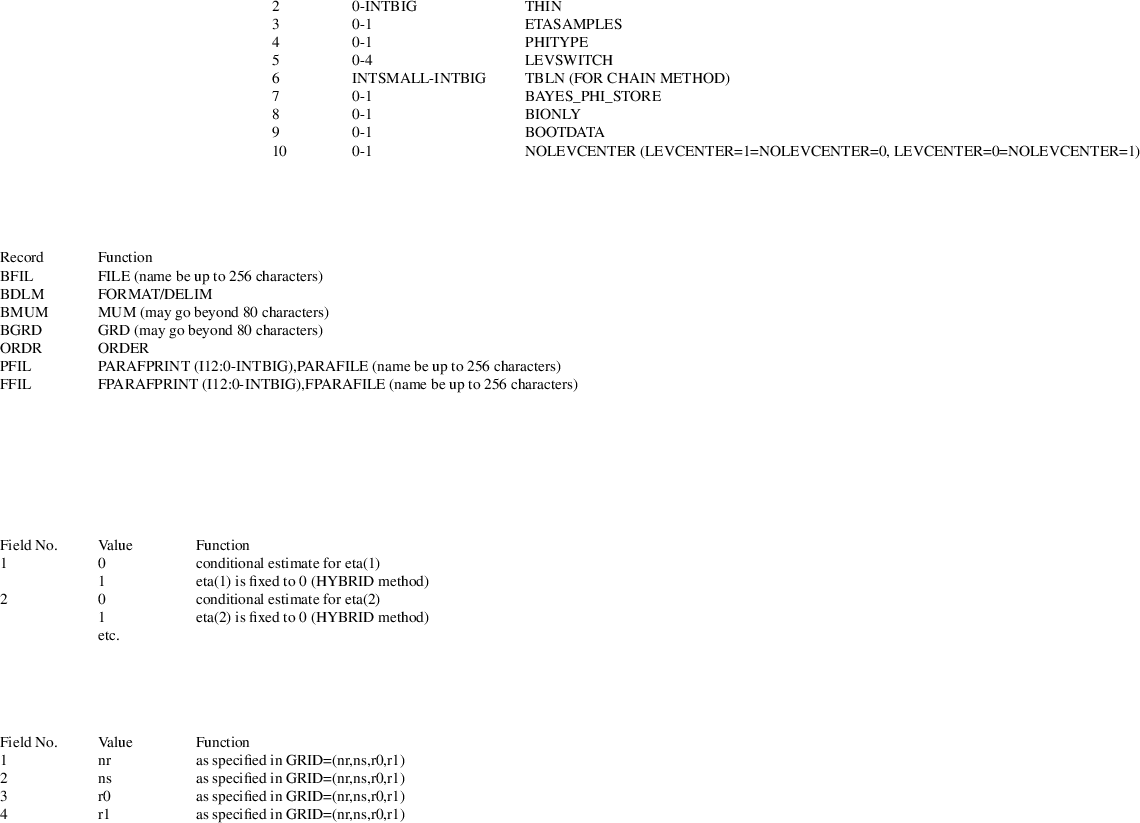 2 0-INTBIG THIN
3 0-1 ETASAMPLES
4 0-1 PHITYPE
5 0-4 LEVSWITCH
6 INTSMALL-INTBIG TBLN (FOR CHAIN METHOD)
7 0-1 BAYES_PHI_STORE
8 0-1 BIONLY
9 0-1 BOOTDATA
10 0-1 NOLEVCENTER (LEVCENTER=1=NOLEVCENTER=0, LEVCENTER=0=NOLEVCENTER=1)
Record Function
BFIL FILE (name be up to 256 characters)
BDLM FORMAT/DELIM
BMUM MUM (may go beyond 80 characters)
BGRD GRD (may go beyond 80 characters)
ORDR ORDER
PFIL PARAFPRINT (I12:0-INTBIG),PARAFILE (name be up to 256 characters)
FFIL FPARAFPRINT (I12:0-INTBIG),FPARAFILE (name be up to 256 characters)
Field No. Value Function
1 0 conditional estimate for eta(1)
1 eta(1) is fixed to 0 (HYBRID method)
2 0 conditional estimate for eta(2)
1 eta(2) is fixed to 0 (HYBRID method)
etc.
Field No. Value Function
1 nr as specified in GRID=(nr,ns,r0,r1)
2 ns as specified in GRID=(nr,ns,r0,r1)
3 r0 as specified in GRID=(nr,ns,r0,r1)
4 r1 as specified in GRID=(nr,ns,r0,r1)